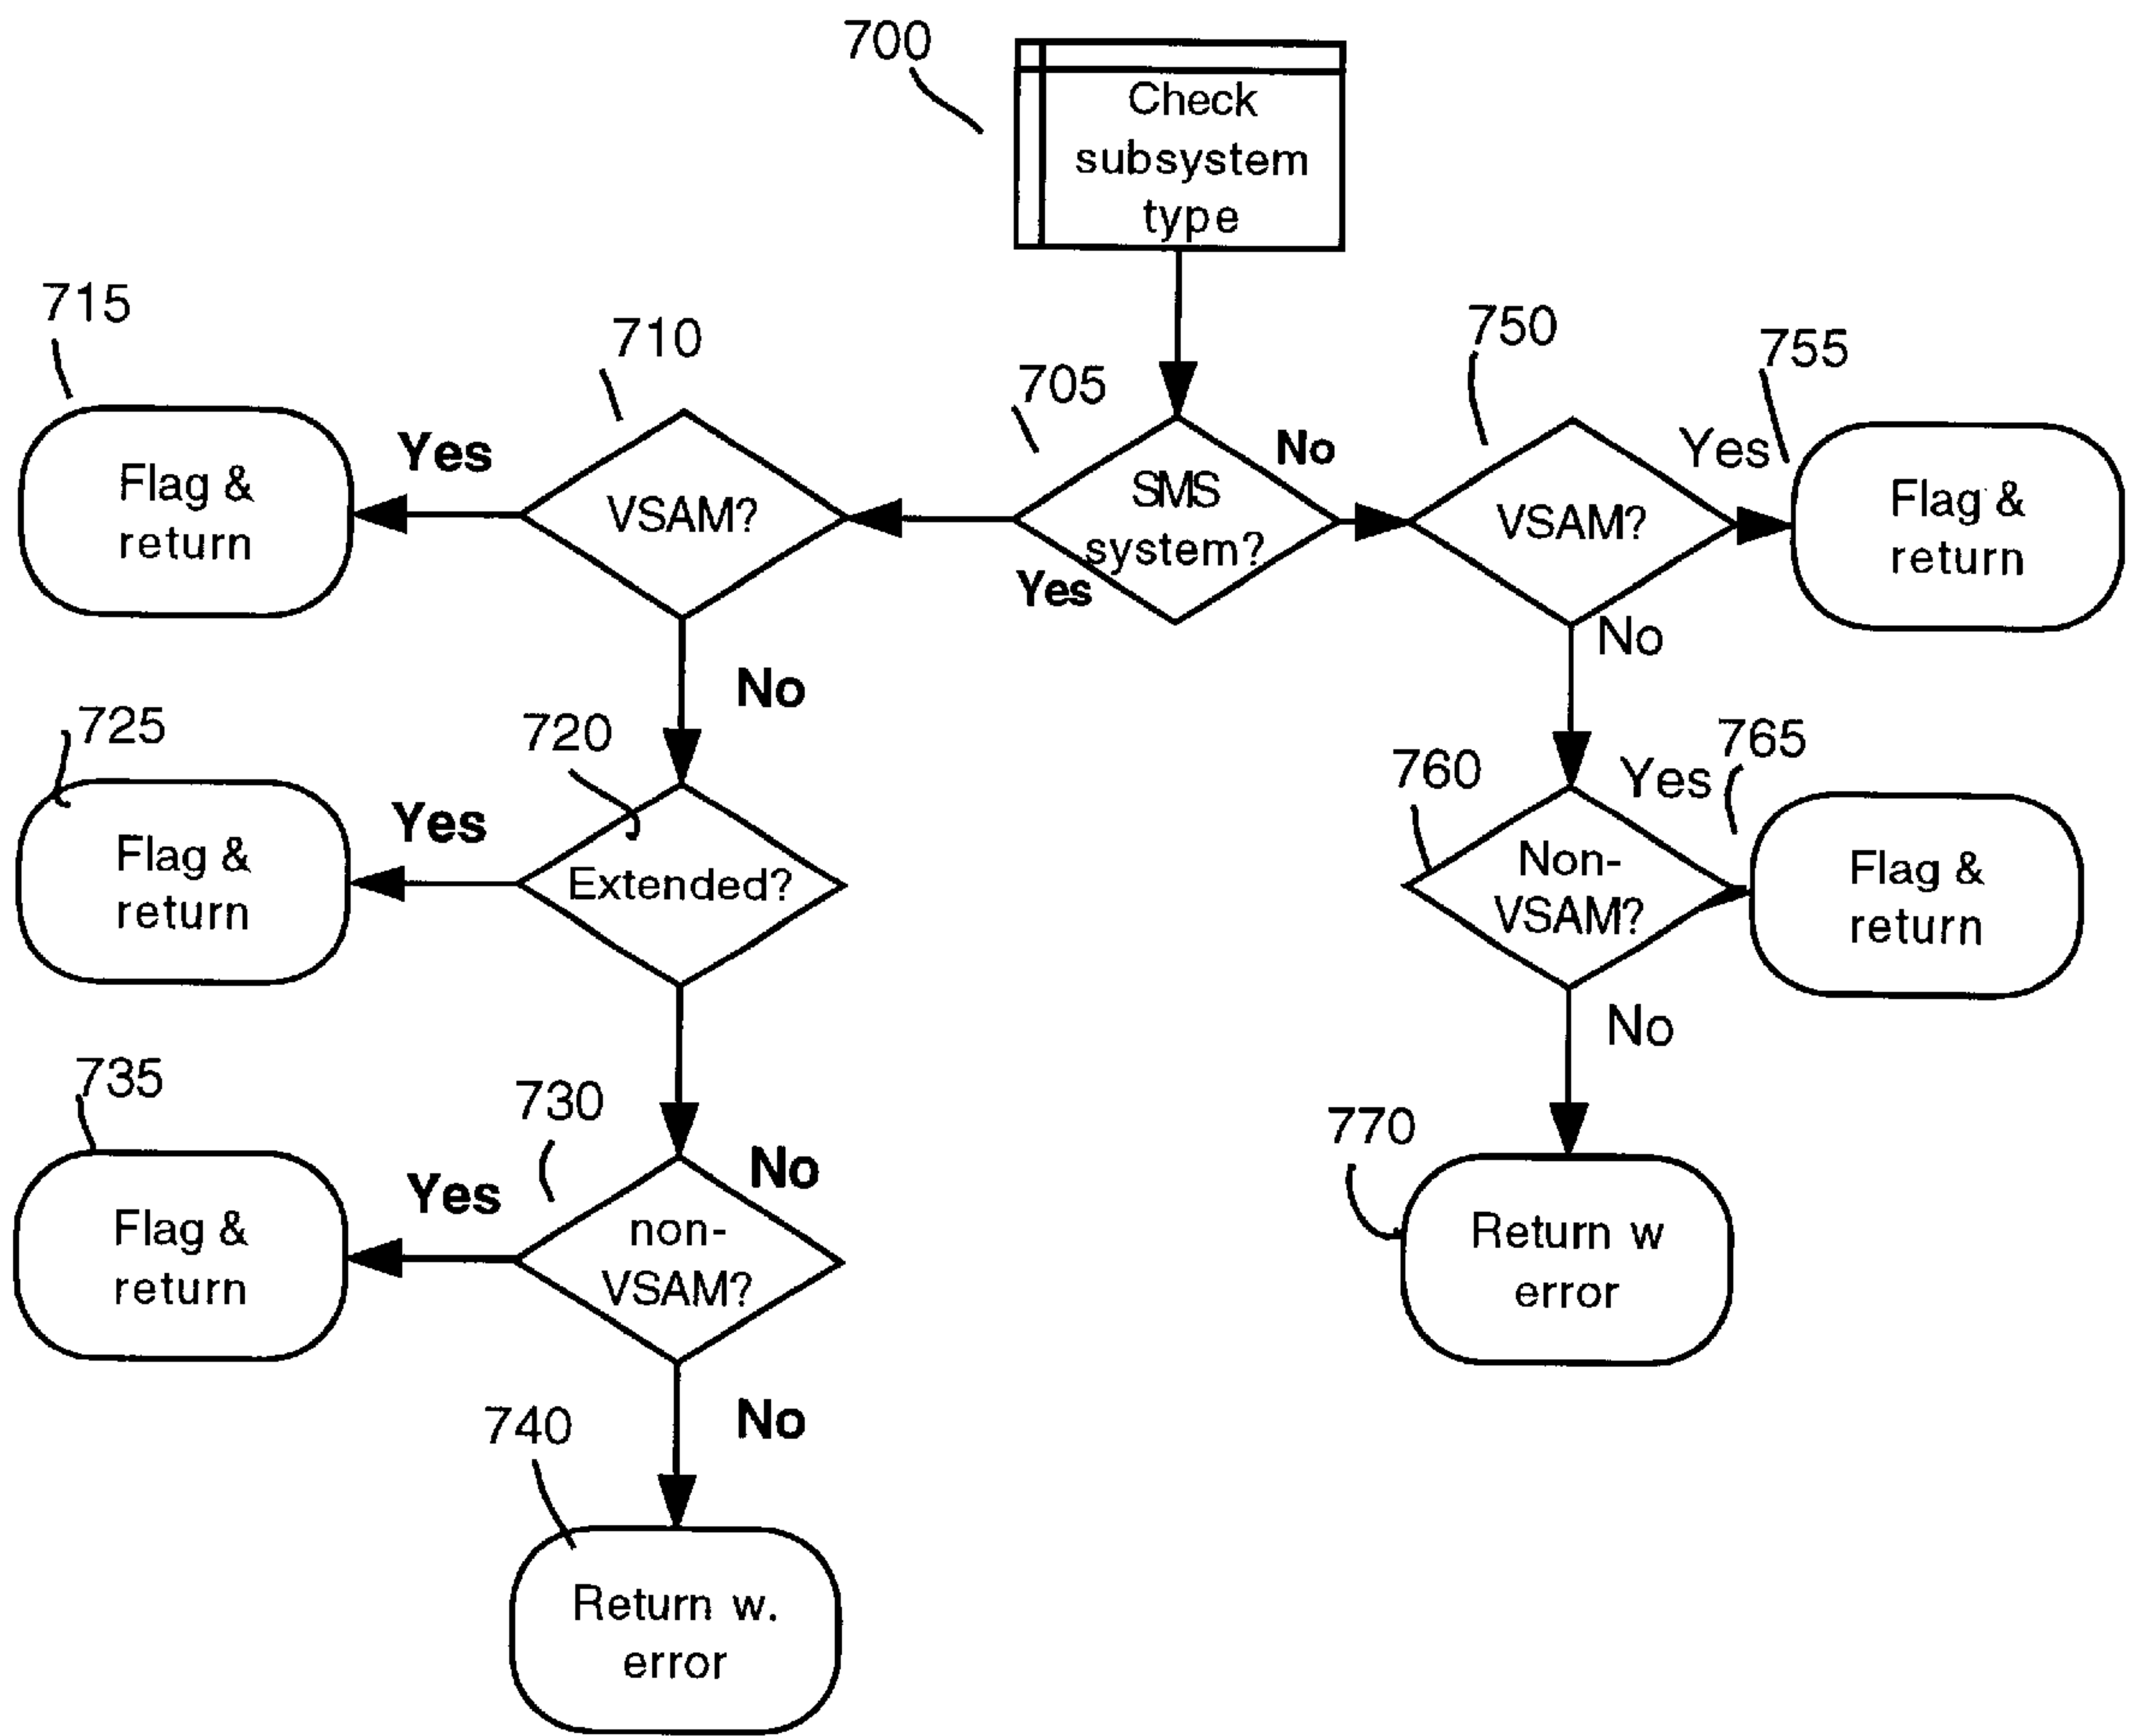 700
Check
subsystem
type
715
710
705
750
755
Flag &
return
Yes
VSAM?
SMS
system?
Yes
No
VSAM?
Yes
Flag &
return
No
No
725
720
Flag &
return
Yes
Extended?
760
Yes
765
Non-
VSAM?
Flag &
return
No
735
730
No
Flag &
return
Yes
non-
VSAM?
770
Return w
error
No
740
Return w.
error